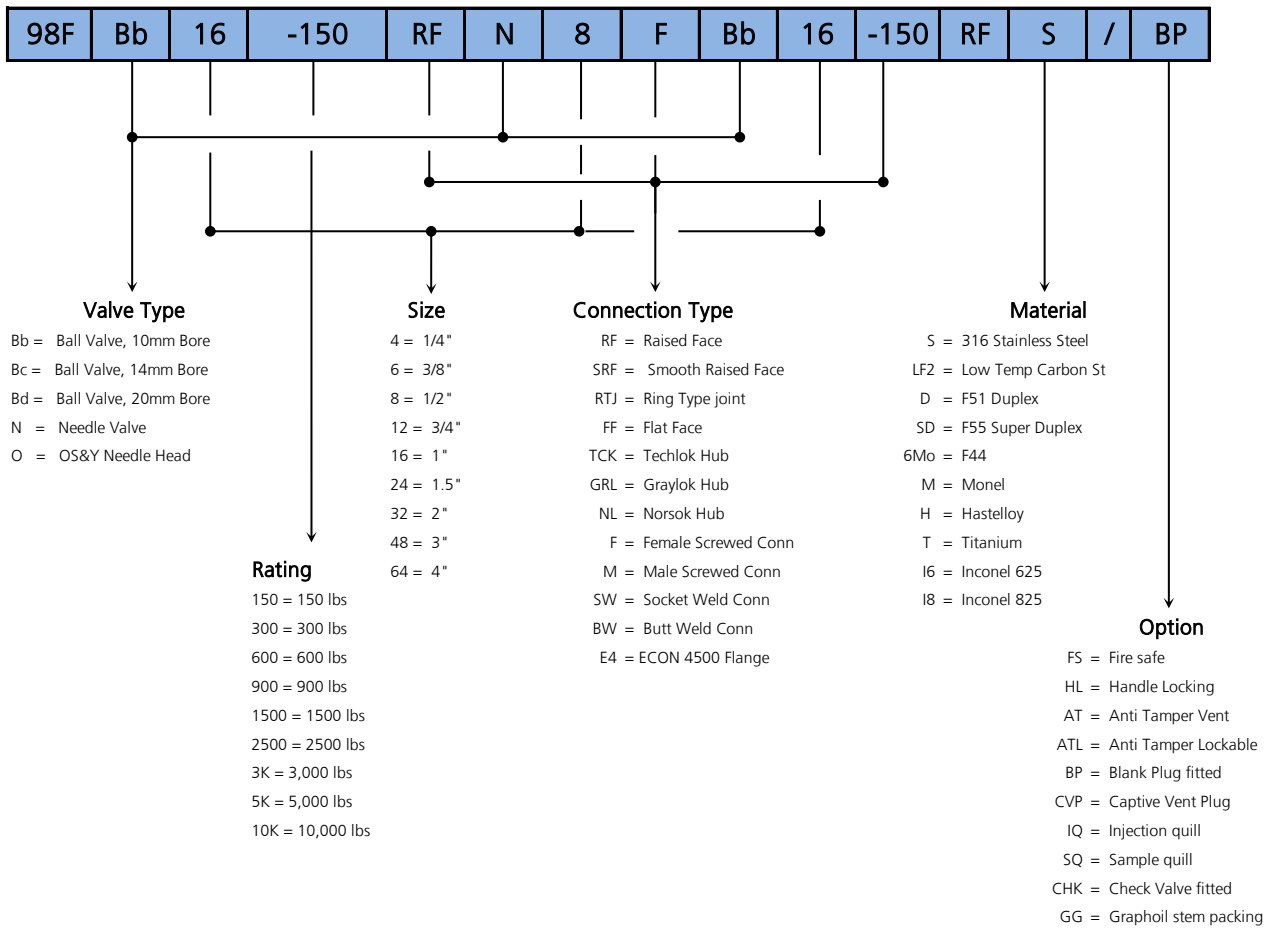 98F Bb 16 -150 RF N 8 F Bb 16 -150 RF S / BP
Valve Type
Bb = Ball Valve, 10mm Bore
Bc = Ball Valve, 14mm Bore
Bd = Ball Valve, 20mm Bore
N = Needle Valve
O = OS&Y Needle Head
Rating
150 = 150 lbs
300 = 300 lbs
600 = 600 lbs
900 = 900 lbs
1500 = 1500 lbs
2500 = 2500 lbs
3K = 3,000 lbs
5K = 5,000 lbs
10K = 10,000 lbs
Size
4 = 1/4"
6 = 3/8"
8 = 1/2"
12 = 3/4"
16 = 1"
24 = 1.5"
32 = 2"
48 = 3"
64 = 4"
Connection Type
RF = Raised Face
SRF = Smooth Raised Face
RTJ = Ring Type joint
FF = Flat Face
TCK = Techlok Hub
GRL = Graylok Hub
NL = Norsok Hub
F = Female Screwed Conn
M = Male Screwed Conn
SW = Socket Weld Conn
BW = Butt Weld Conn
E4 = ECON 4500 Flange
Material
S = 316 Stainless Steel
LF2 = Low Temp Carbon St
D = F51 Duplex
SD = F55 Super Duplex
6Mo = F44
M = Monel
H = Hastelloy
T = Titanium
I6 = Inconel 625
I8 = Inconel 825
Option
FS = Fire safe
HL = Handle Locking
AT = Anti Tamper Vent
ATL = Anti Tamper Lockable
BP = Blank Plug fitted
CVP = Captive Vent Plug
IQ = Injection quill
SQ = Sample quill
CHK = Check Valve fitted
GG = Graphoil stem packing